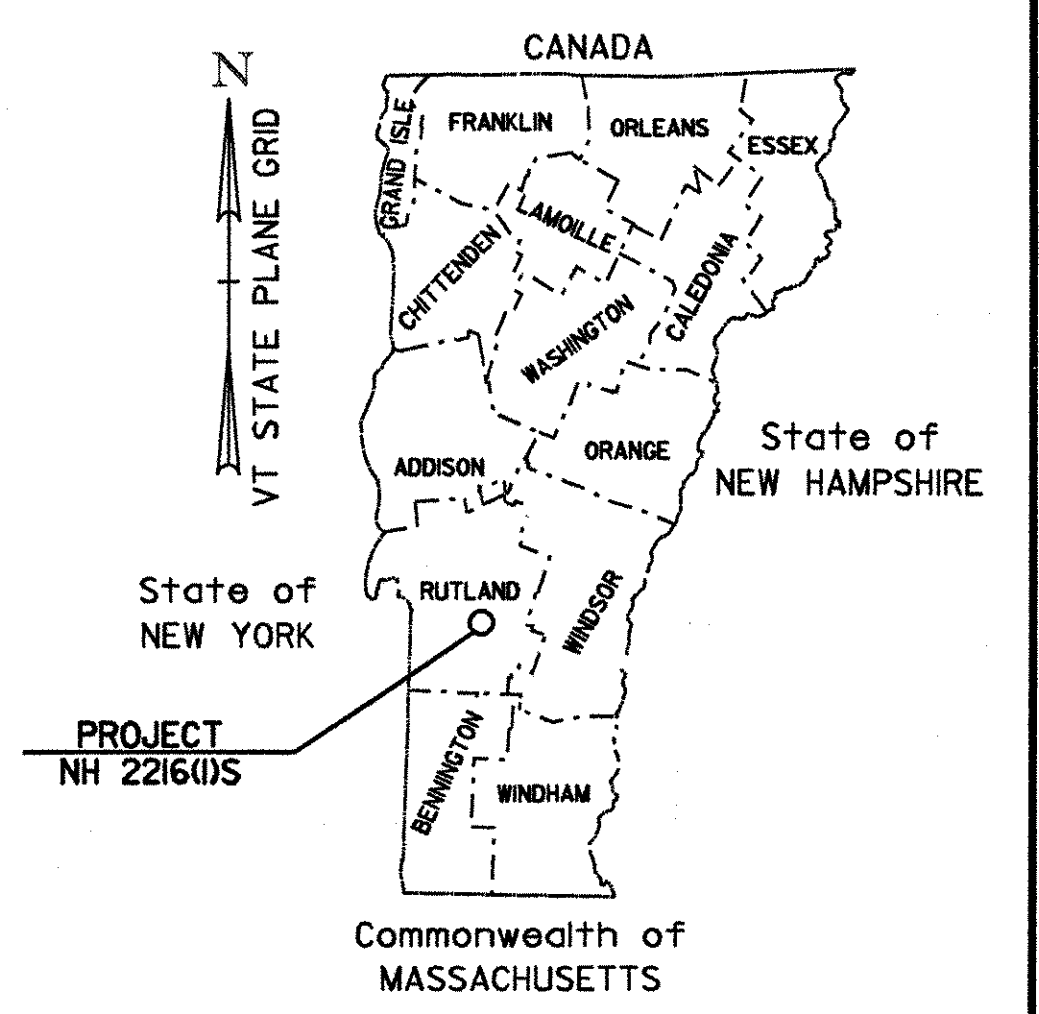 CANADA
N
VT STATE PLANE GRID
GRAND ISLE
FRANKLIN
ORLEANS
ESSEX
LAMOILLE
CHITTENDEN
CALEDONIA
WASHINGTON
ADDISON
ORANGE
State of
NEW HAMPSHIRE
State of
NEW YORK
RUTLAND
WINDSOR
PROJECT
NH 2216(1)S
BENNINGTON
WINDHAM
Commonwealth of
MASSACHUSETTS